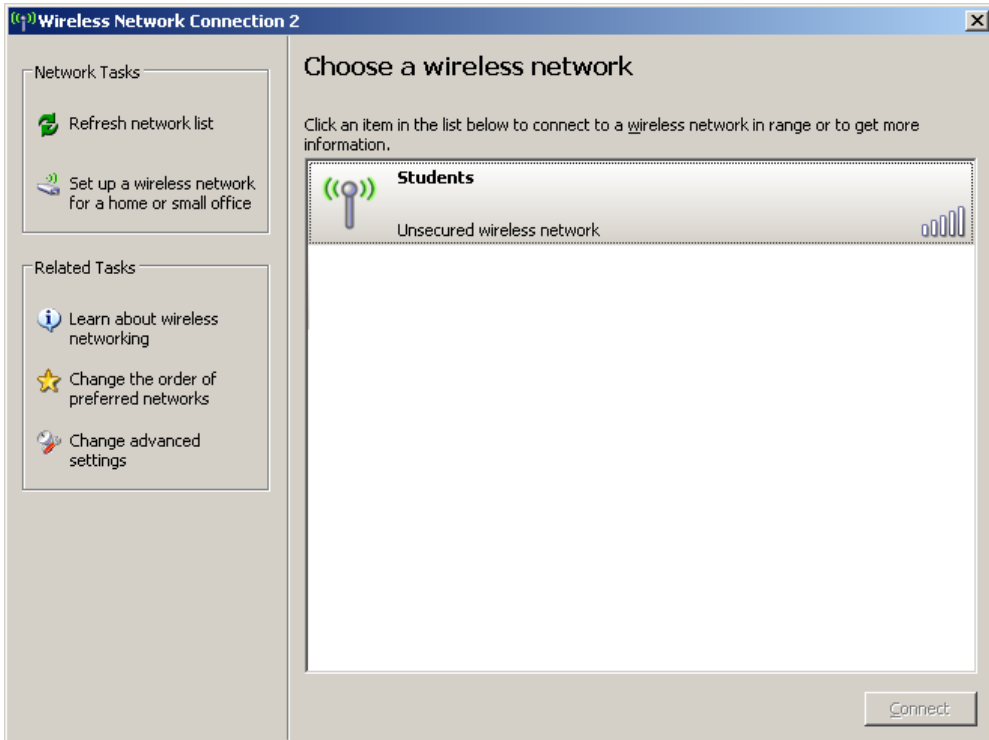 Wireless Network Connection 2
Network Tasks
Refresh network list
Set up a wireless network
for a home or small office
Related Tasks
Learn about wireless
networking
Change the order of
preferred networks
Change advanced
settings
Choose a wireless network
Click an item in the list below to connect to a wireless network in range or to get more
information.
Students
Unsecured wireless network
Connect